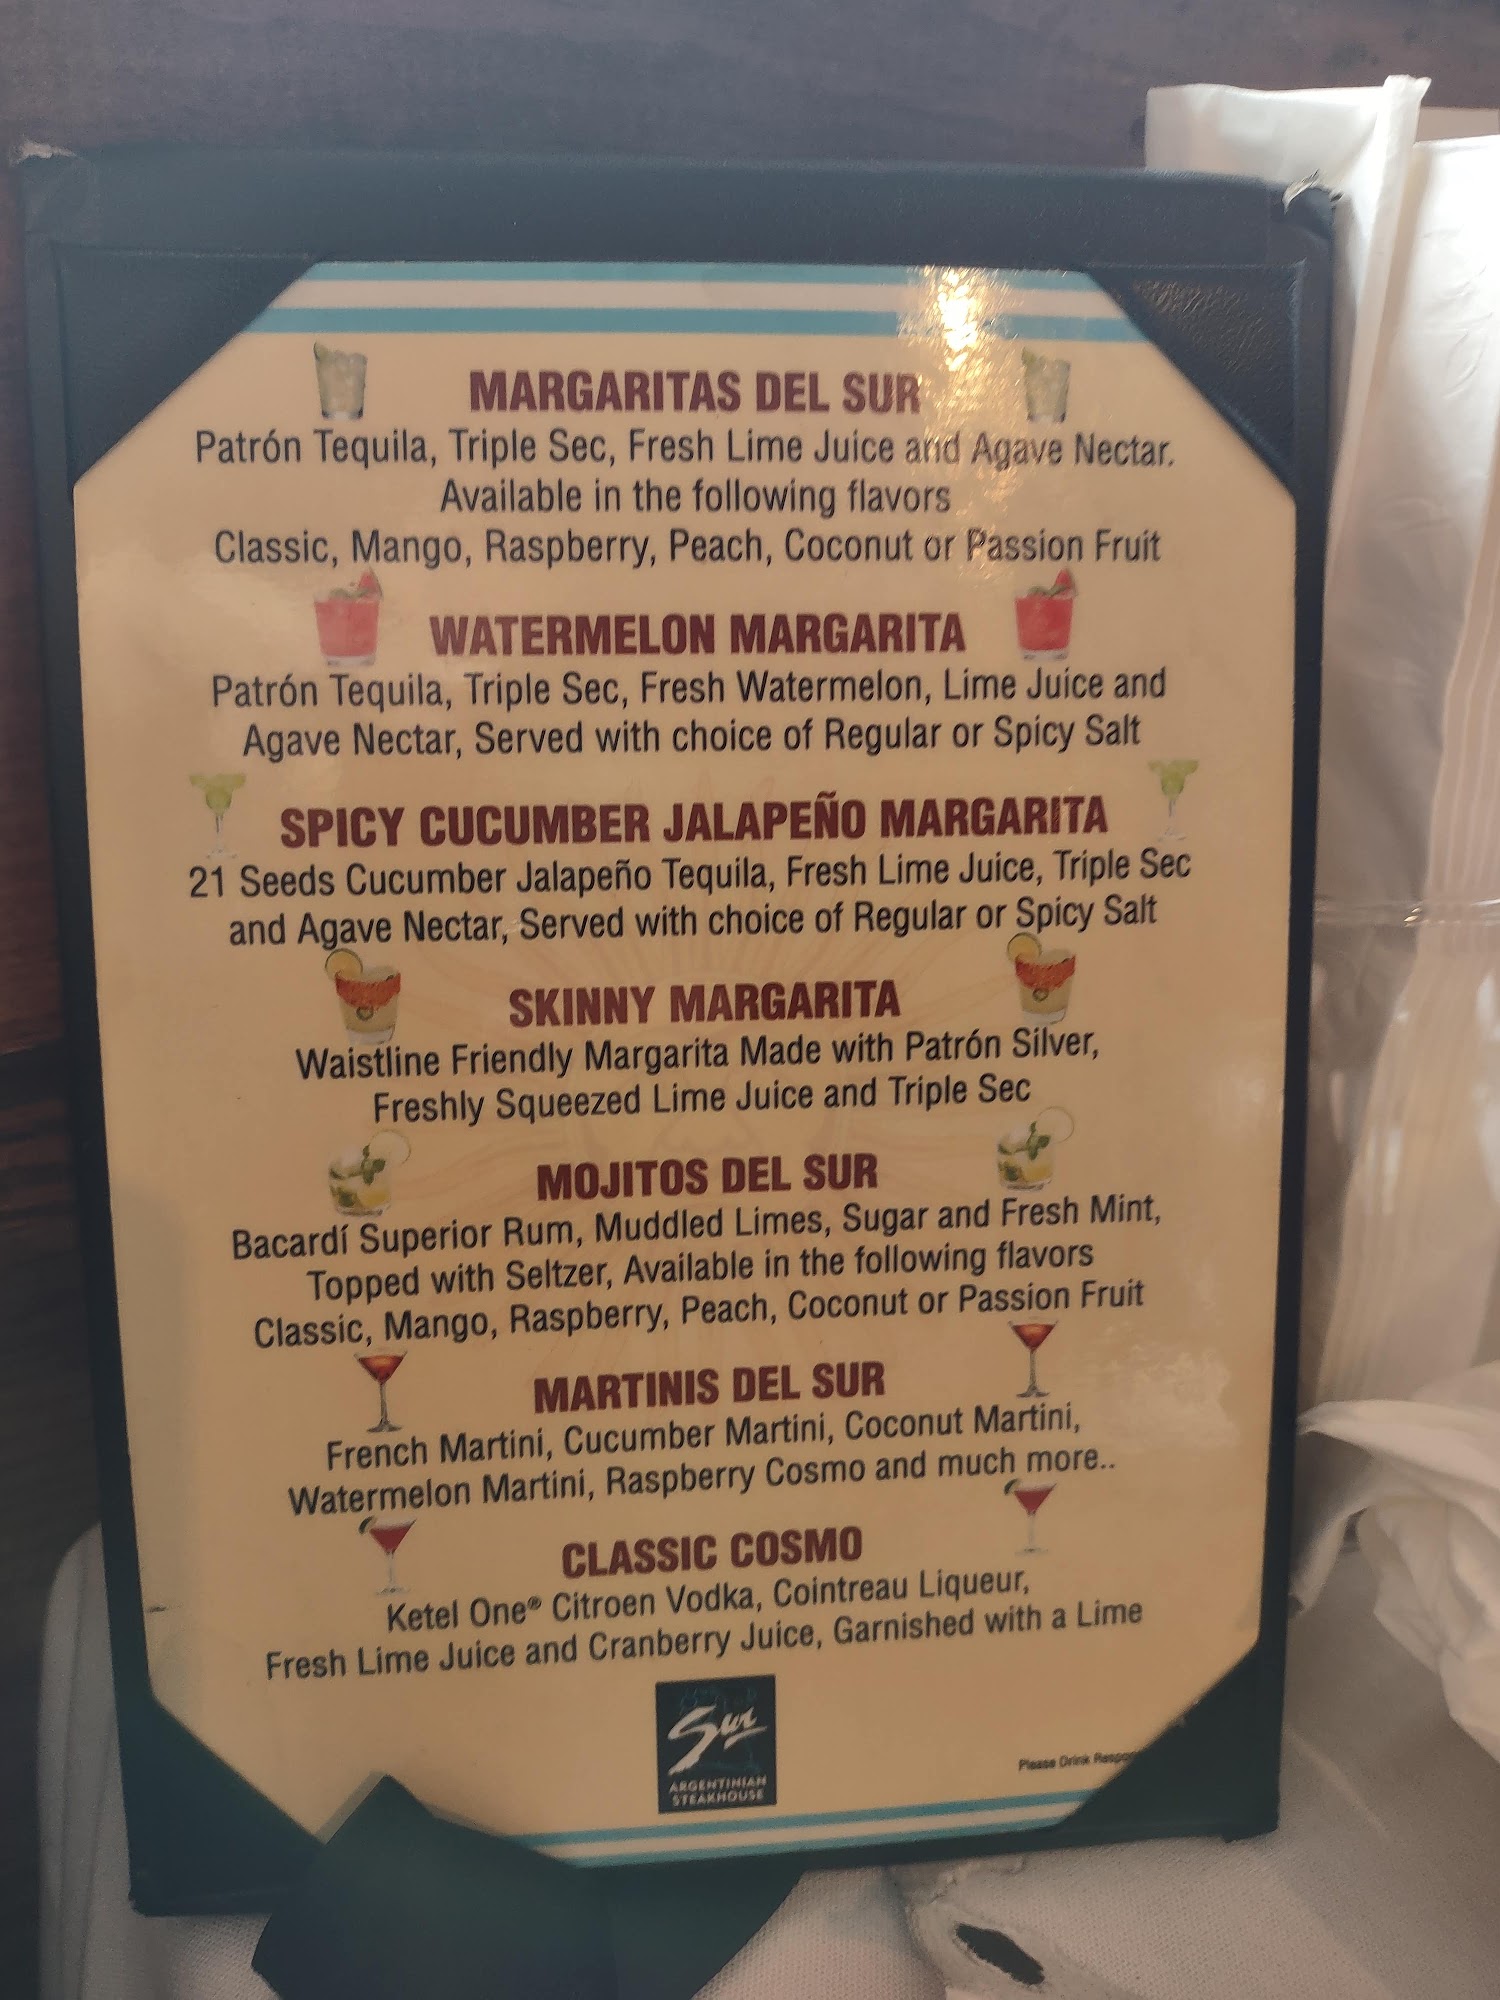 MARGARITAS DEL SUR
Patrón Tequila, Triple Sec, Fresh Lime Juice and Agave Nectar.
Available in the following flavors
Classic, Mango, Raspberry, Peach, Coconut or Passion Fruit
WATERMELON MARGARITA
Patrón Tequila, Triple Sec, Fresh Watermelon, Lime Juice and
Agave Nectar, Served with choice of Regular or Spicy Salt
SPICY CUCUMBER JALAPEÑO MARGARITA
21 Seeds Cucumber Jalapeño Tequila, Fresh Lime Juice, Triple Sec
and Agave Nectar, Served with choice of Regular or Spicy Salt
SKINNY MARGARITA
Waistline Friendly Margarita Made with Patrón Silver,
Freshly Squeezed Lime Juice and Triple Sec
MOJITOS DEL SUR
Bacardí Superior Rum, Muddled Limes, Sugar and Fresh Mint,
Topped with Seltzer, Available in the following flavors
Classic, Mango, Raspberry, Peach, Coconut or Passion Fruit
MARTINIS DEL SUR
French Martini, Cucumber Martini, Coconut Martini,
Watermelon Martini, Raspberry Cosmo and much more..
CLASSIC COSMO
Ketel One® Citroen Vodka, Cointreau Liqueur,
Fresh Lime Juice and Cranberry Juice, Garnished with a Lime
Sur
ARGENTINIAN
STEAKHOUSE
Please Drink